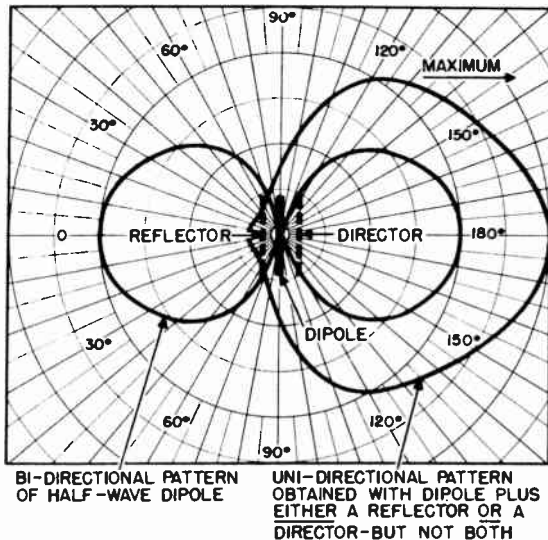 90°
60°
120°
MAXIMUM
30°
150°
0
REFLECTOR
DIRECTOR
180°
DIPOLE
30°
150°
60°
120°
90°
BI-DIRECTIONAL PATTERN
OF HALF-WAVE DIPOLE
UNI-DIRECTIONAL PATTERN
OBTAINED WITH DIPOLE PLUS
EITHER A REFLECTOR OR A
DIRECTOR-BUT NOT BOTH